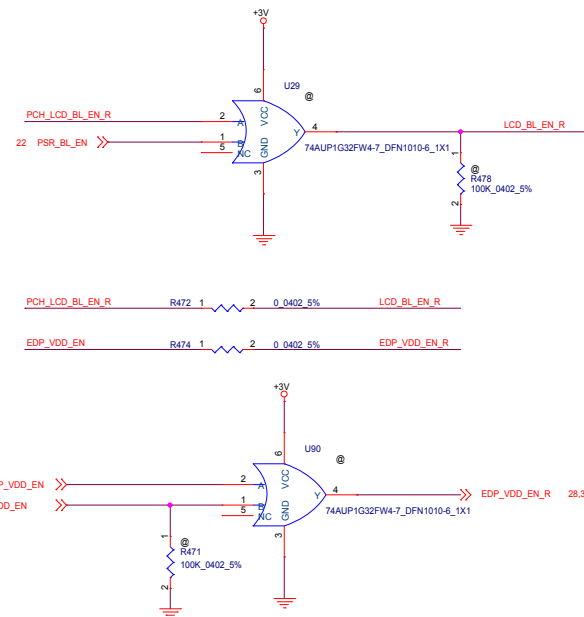 +3V
6
U29
@
PCH_LCD_BL_EN_R
2
A
VCC
Y
4
LCD_BL_EN_R
22 PSR_BL_EN
1
B
5
NC
GND
74AUP1G32FW4-7_DFN1010-6_1X1
3
1
@
R478
100K_0402_5%
2
PCH_LCD_BL_EN_R R472 1 2 0_0402_5% LCD_BL_EN_R
EDP_VDD_EN R474 1 2 0_0402_5% EDP_VDD_EN_R
+3V
6
U90
@
P_VDD_EN
2
A
VCC
Y
4
EDP_VDD_EN_R 28,3
DD_EN
1
B
5
NC
GND
74AUP1G32FW4-7_DFN1010-6_1X1
3
1
@
R471
100K_0402_5%
2